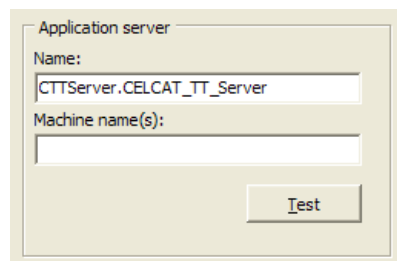 Application server
Name:
CTTServer.CELCAT_TT_Server
Machine name(s):
Test